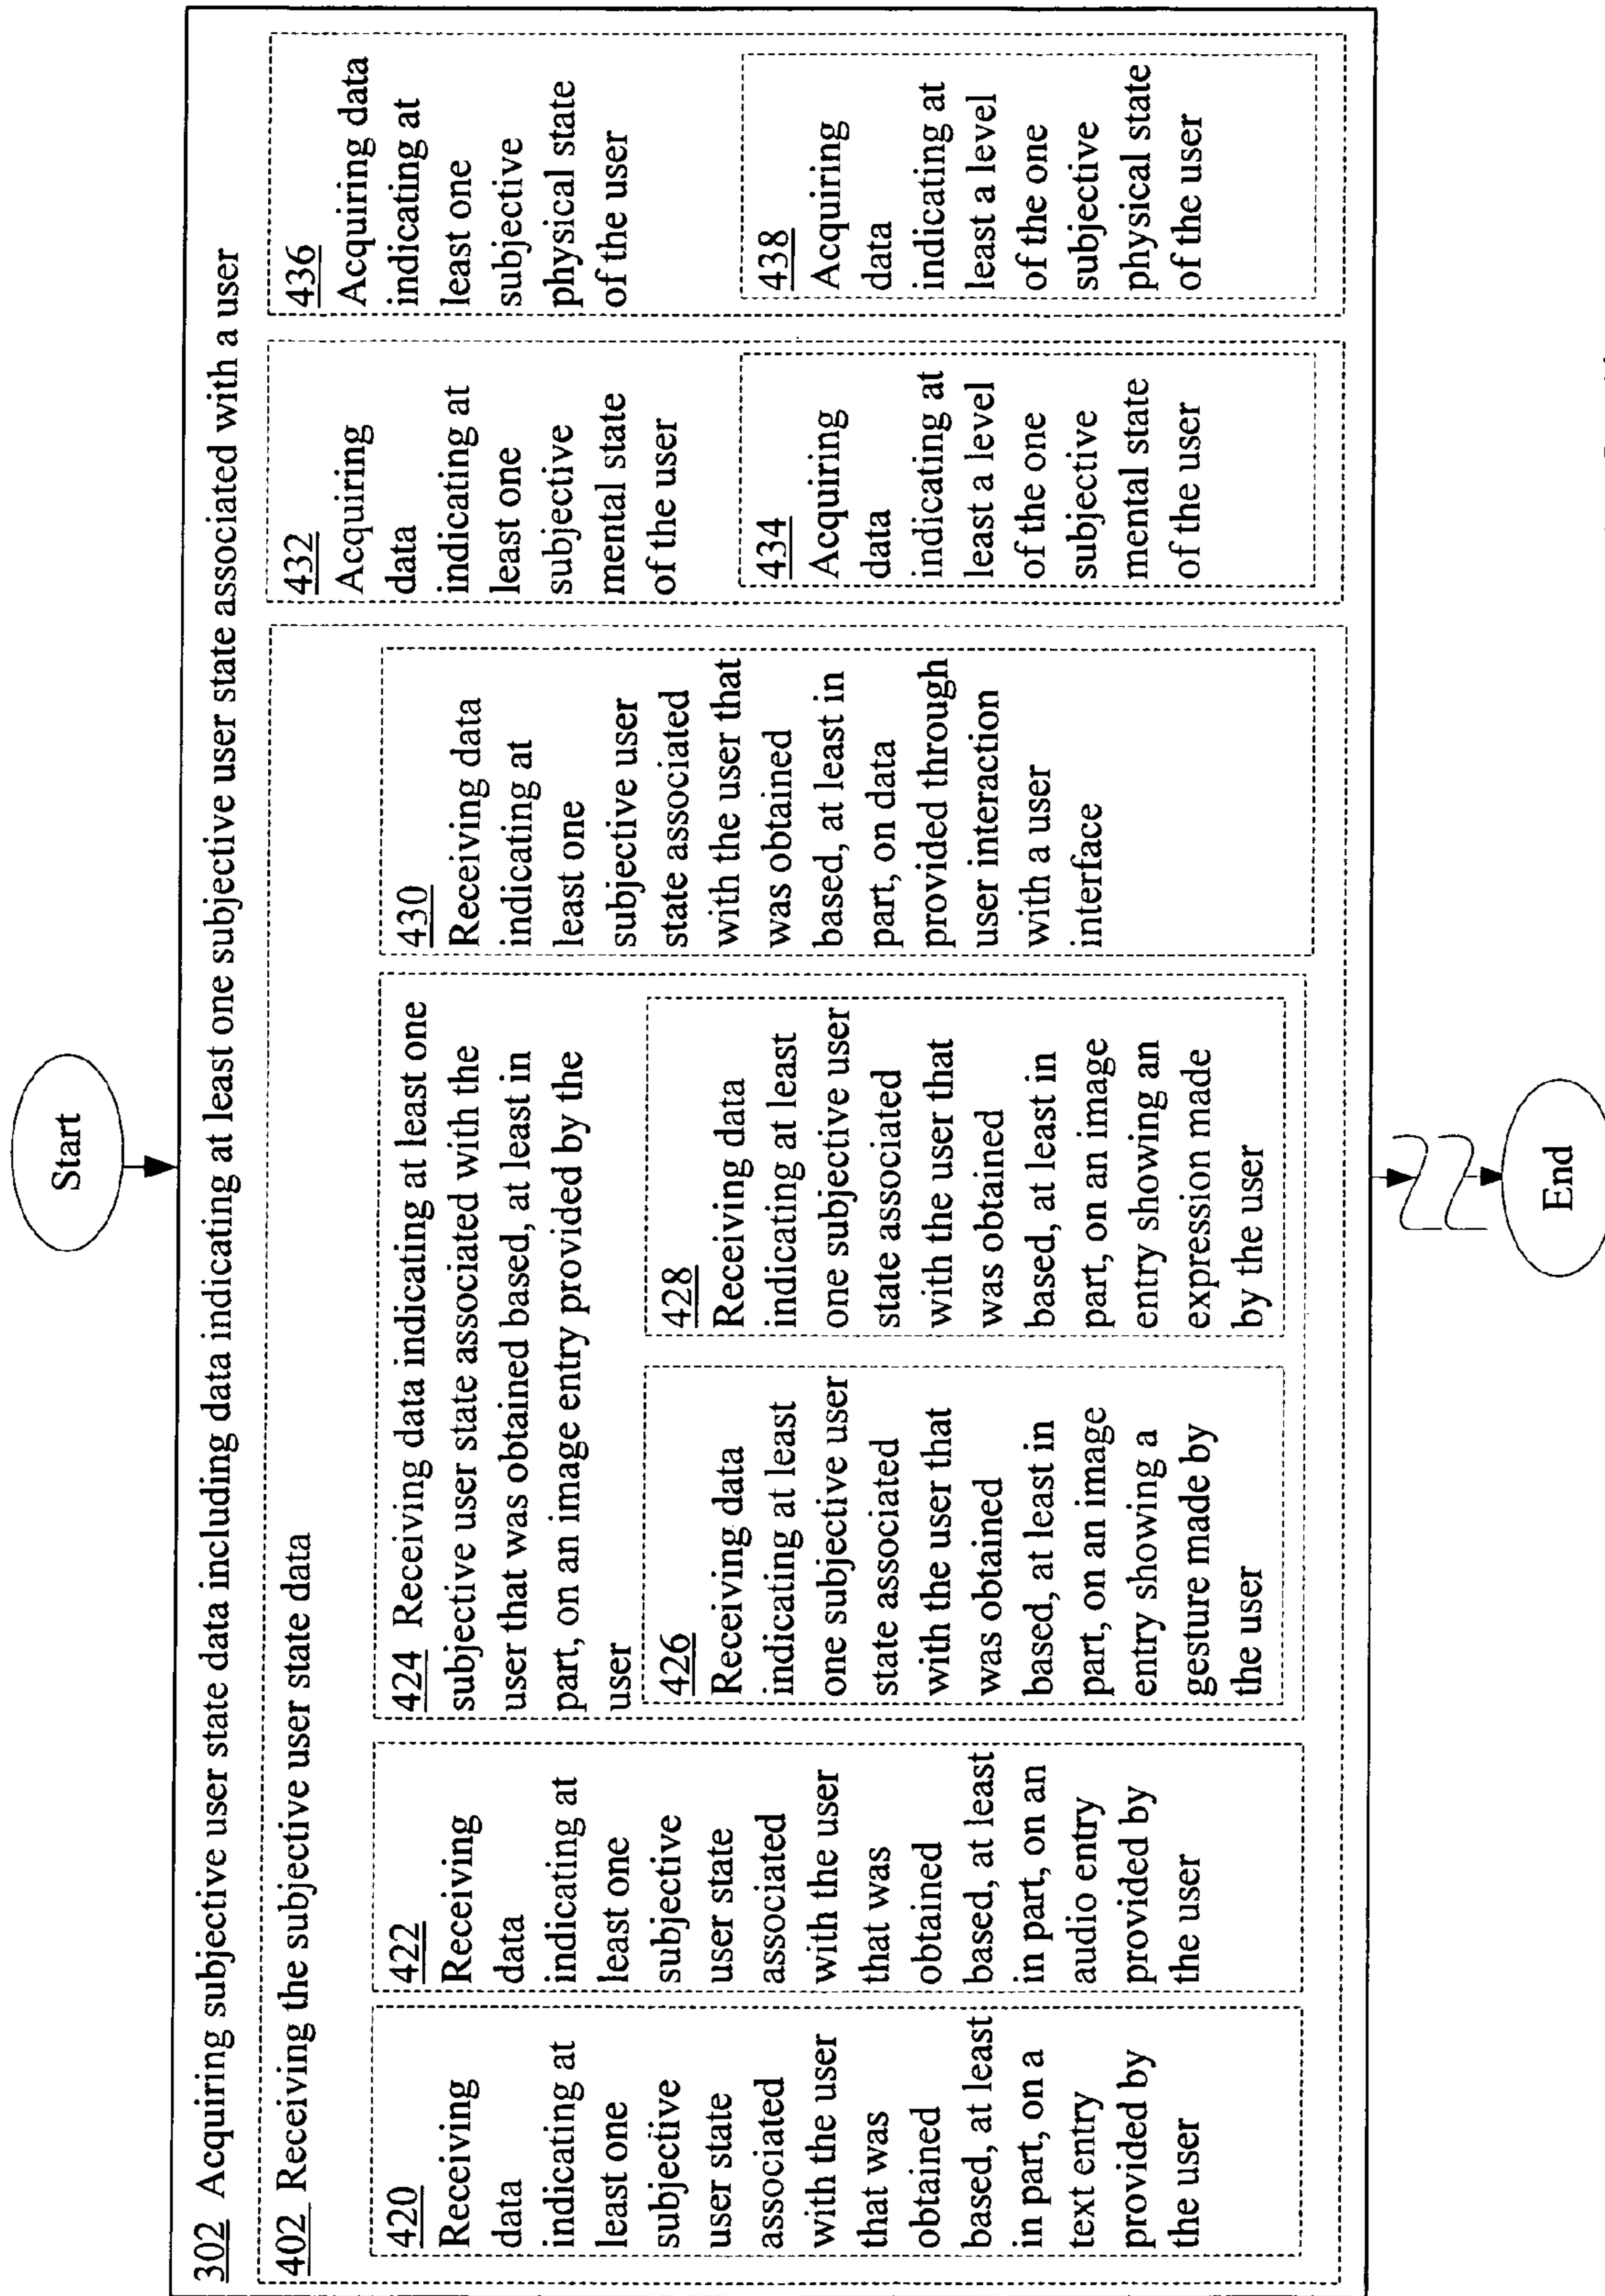 Start
302 Acquiring subjective user state data including data indicating at least one subjective user state associated with a user
402 Receiving the subjective user state data
420
Receiving
data
indicating at
least one
subjective
user state
associated
with the user
that was
obtained
based, at least
in part, on a
text entry
provided by
the user
422
Receiving
data
indicating at
least one
subjective
user state
associated
with the user
that was
obtained
based, at least
in part, on an
audio entry
provided by
the user
424 Receiving data indicating at least one
subjective user state associated with the
user that was obtained based, at least in
part, on an image entry provided by the
user
426
Receiving data
indicating at least
one subjective user
state associated
with the user that
was obtained
based, at least in
part, on an image
entry showing a
gesture made by
the user
428
Receiving data
indicating at least
one subjective user
state associated
with the user that
was obtained
based, at least in
part, on an image
entry showing an
expression made
by the user
430
Receiving data
indicating at
least one
subjective user
state associated
with the user that
was obtained
based, at least in
part, on data
provided through
user interaction
with a user
interface
432
Acquiring
data
indicating at
least one
subjective
mental state
of the user
434
Acquiring
data
indicating at
least a level
of the one
subjective
mental state
of the user
436
Acquiring data
indicating at
least one
subjective
physical state
of the user
438
Acquiring
data
indicating at
least a level
of the one
subjective
physical state
of the user
End